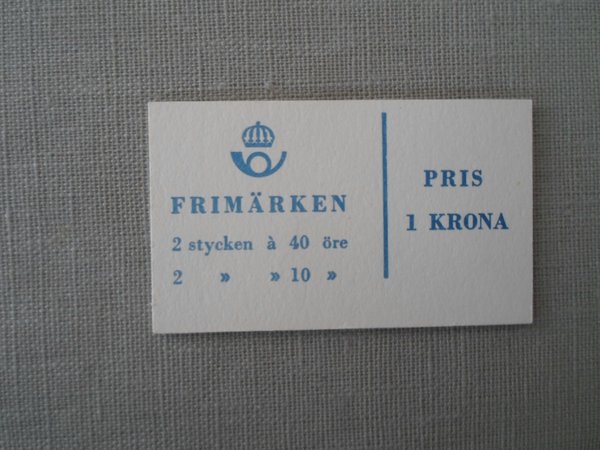 FRIMÄRKEN
2 stycken à 40 öre
2 » » 10 »
PRIS
1 KRONA